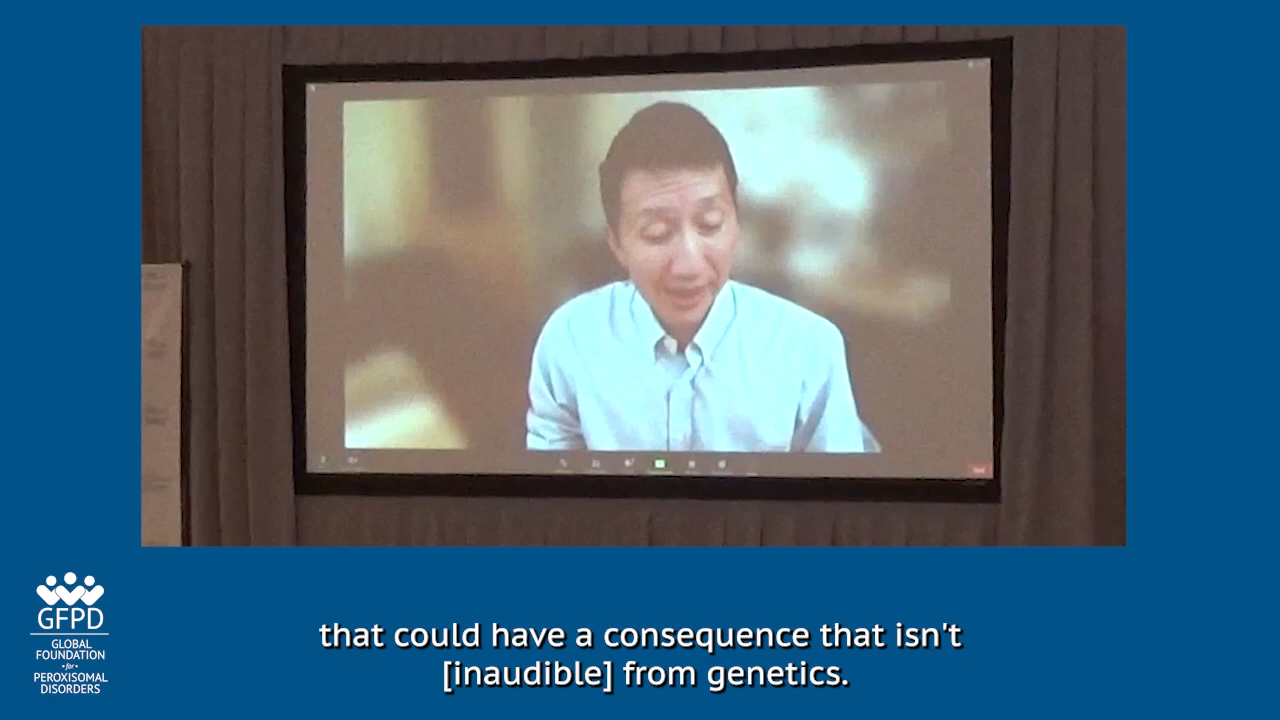 GFPD
GLOBAL
FOUNDATION
for
PEROXISOMAL
DISORDERS
that could have a consequence that isn't
[inaudible] from genetics.